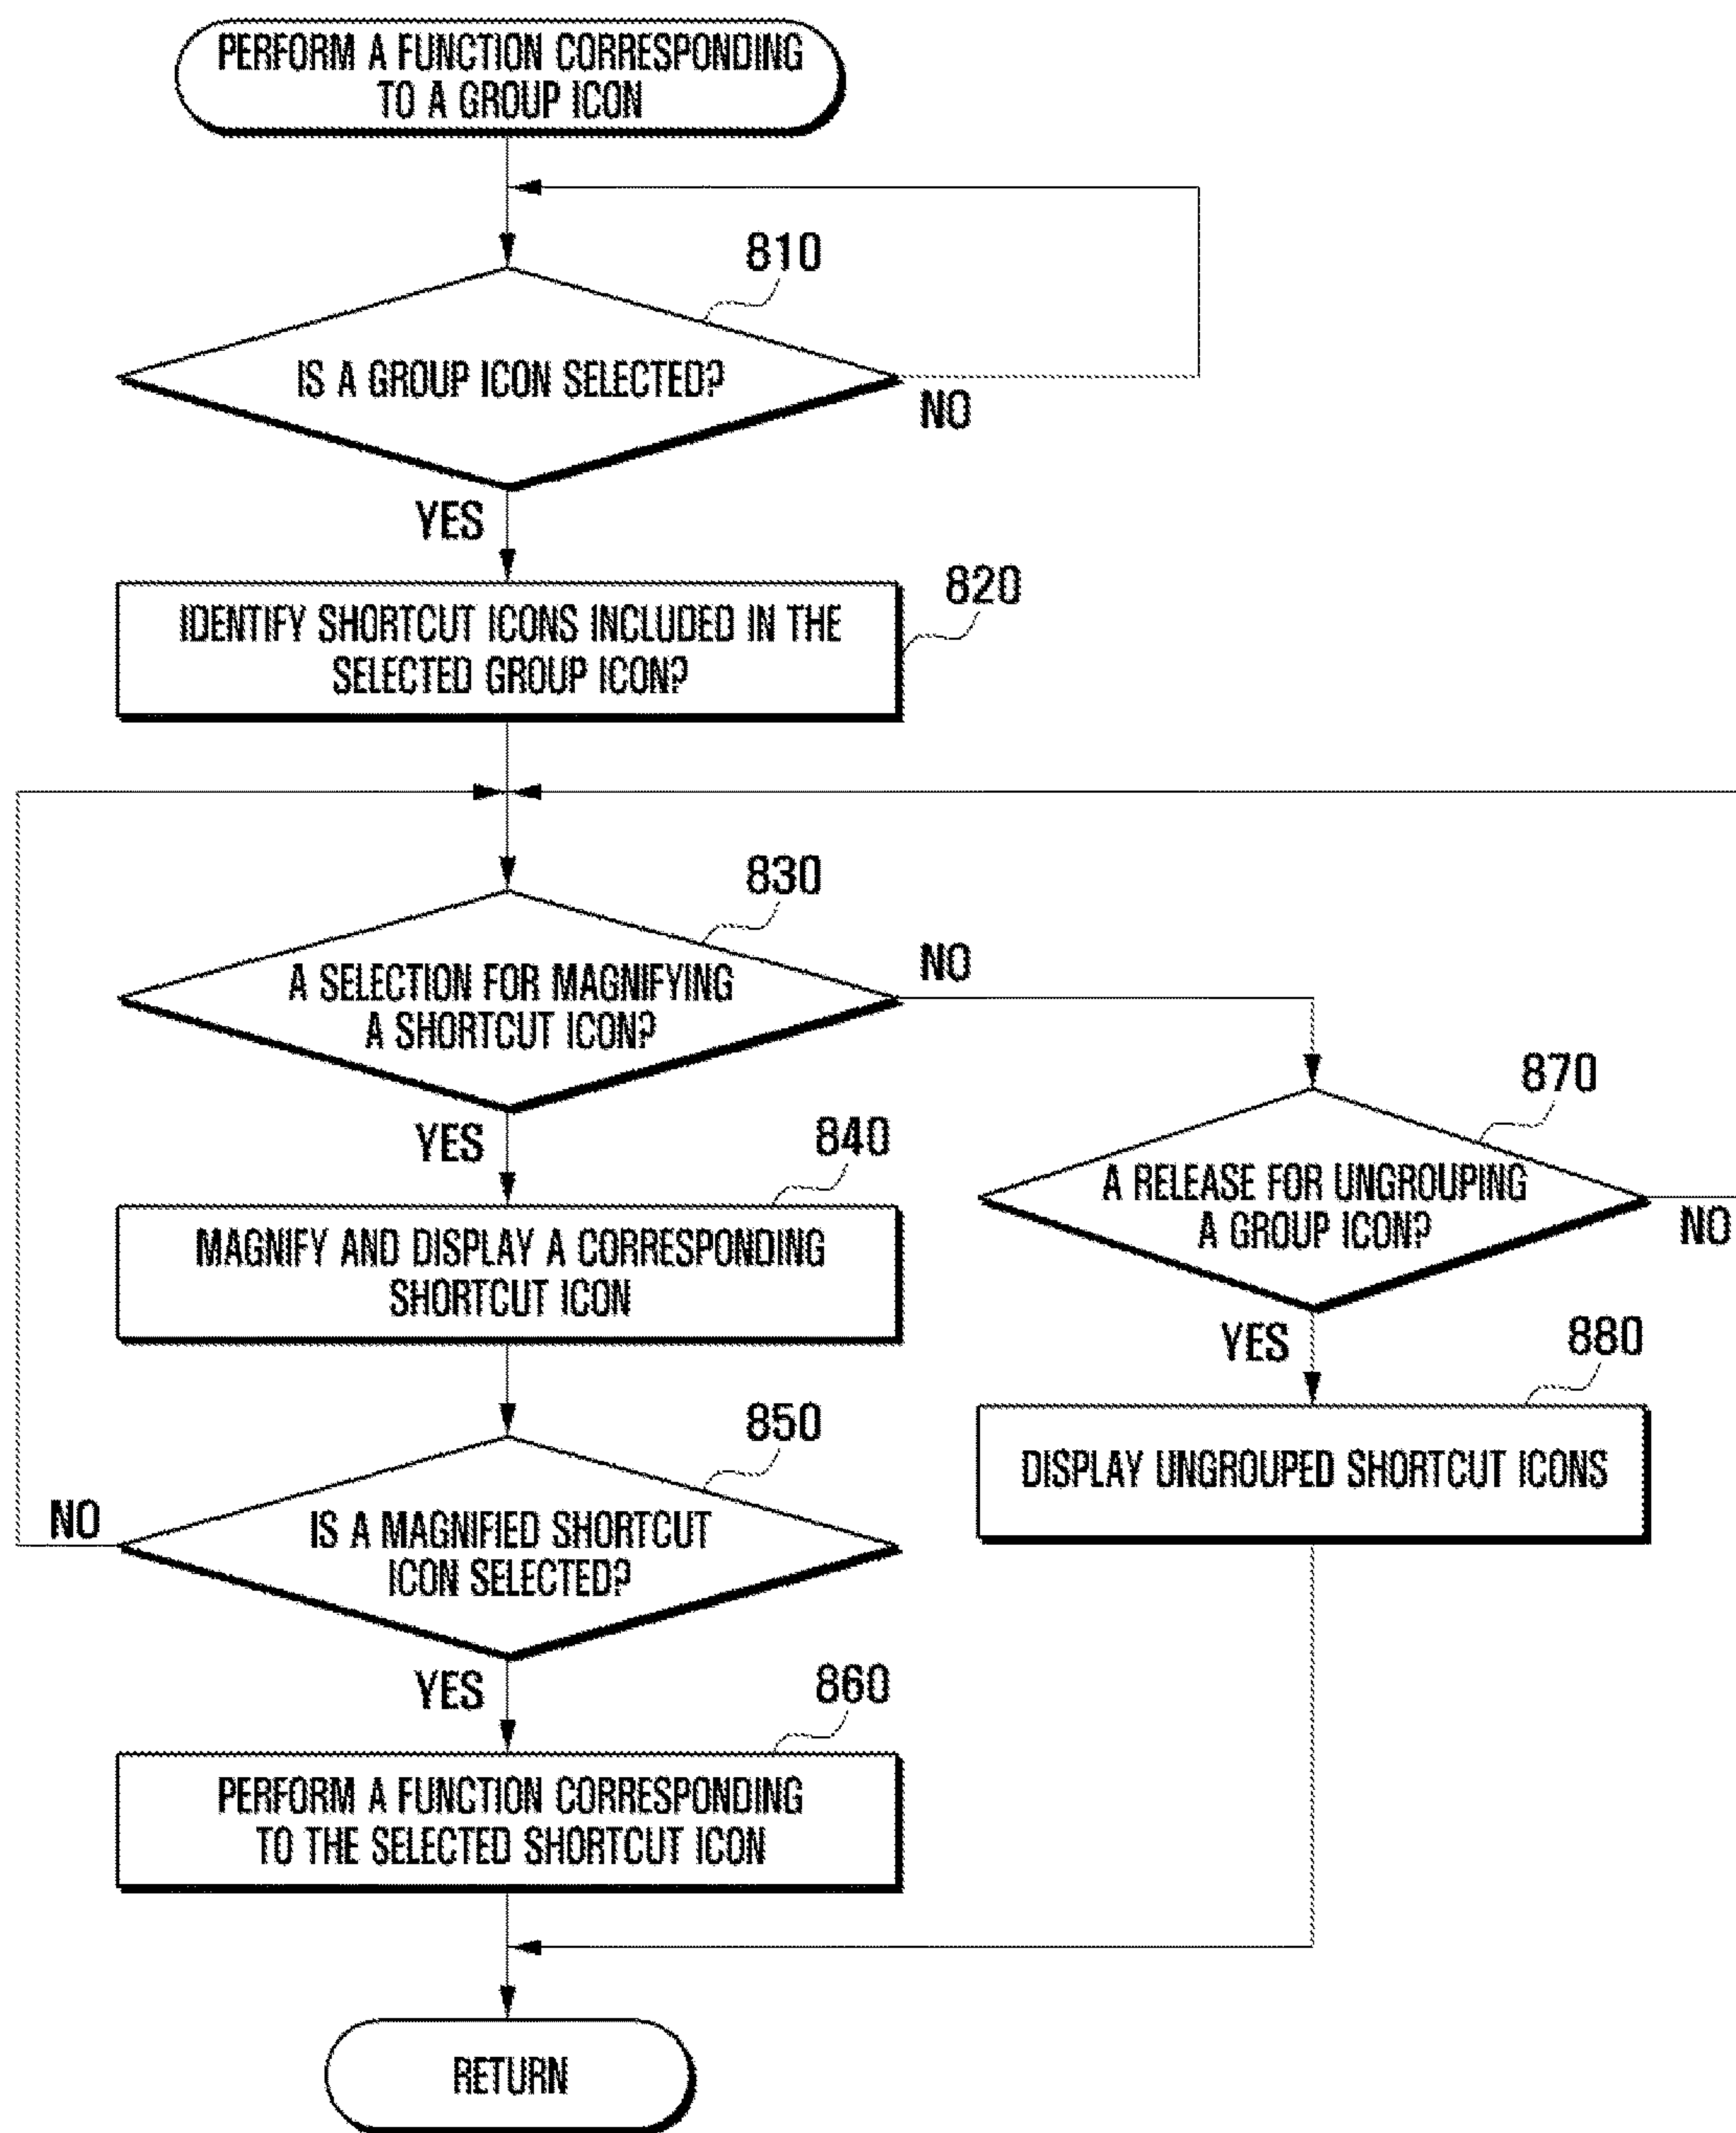 PERFORM A FUNCTION CORRESPONDING
TO A GROUP ICON
810
IS A GROUP ICON SELECTED?
NO
YES
820
IDENTIFY SHORTCUT ICONS INCLUDED IN THE
SELECTED GROUP ICON?
830
A SELECTION FOR MAGNIFYING
A SHORTCUT ICON?
NO
YES
870
A RELEASE FOR UNGROUPING
A GROUP ICON?
NO
YES
840
MAGNIFY AND DISPLAY A CORRESPONDING
SHORTCUT ICON
880
DISPLAY UNGROUPED SHORTCUT ICONS
850
IS A MAGNIFIED SHORTCUT
ICON SELECTED?
NO
YES
860
PERFORM A FUNCTION CORRESPONDING
TO THE SELECTED SHORTCUT ICON
RETURN